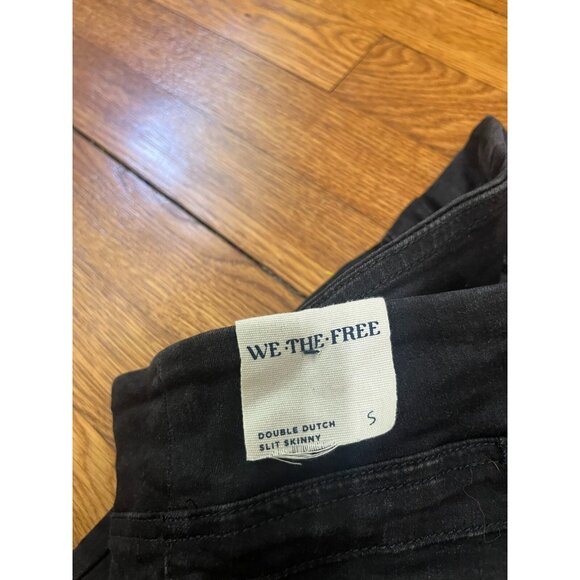 WE·THE·FREE
DOUBLE DUTCH
SLIT SKINNY
S